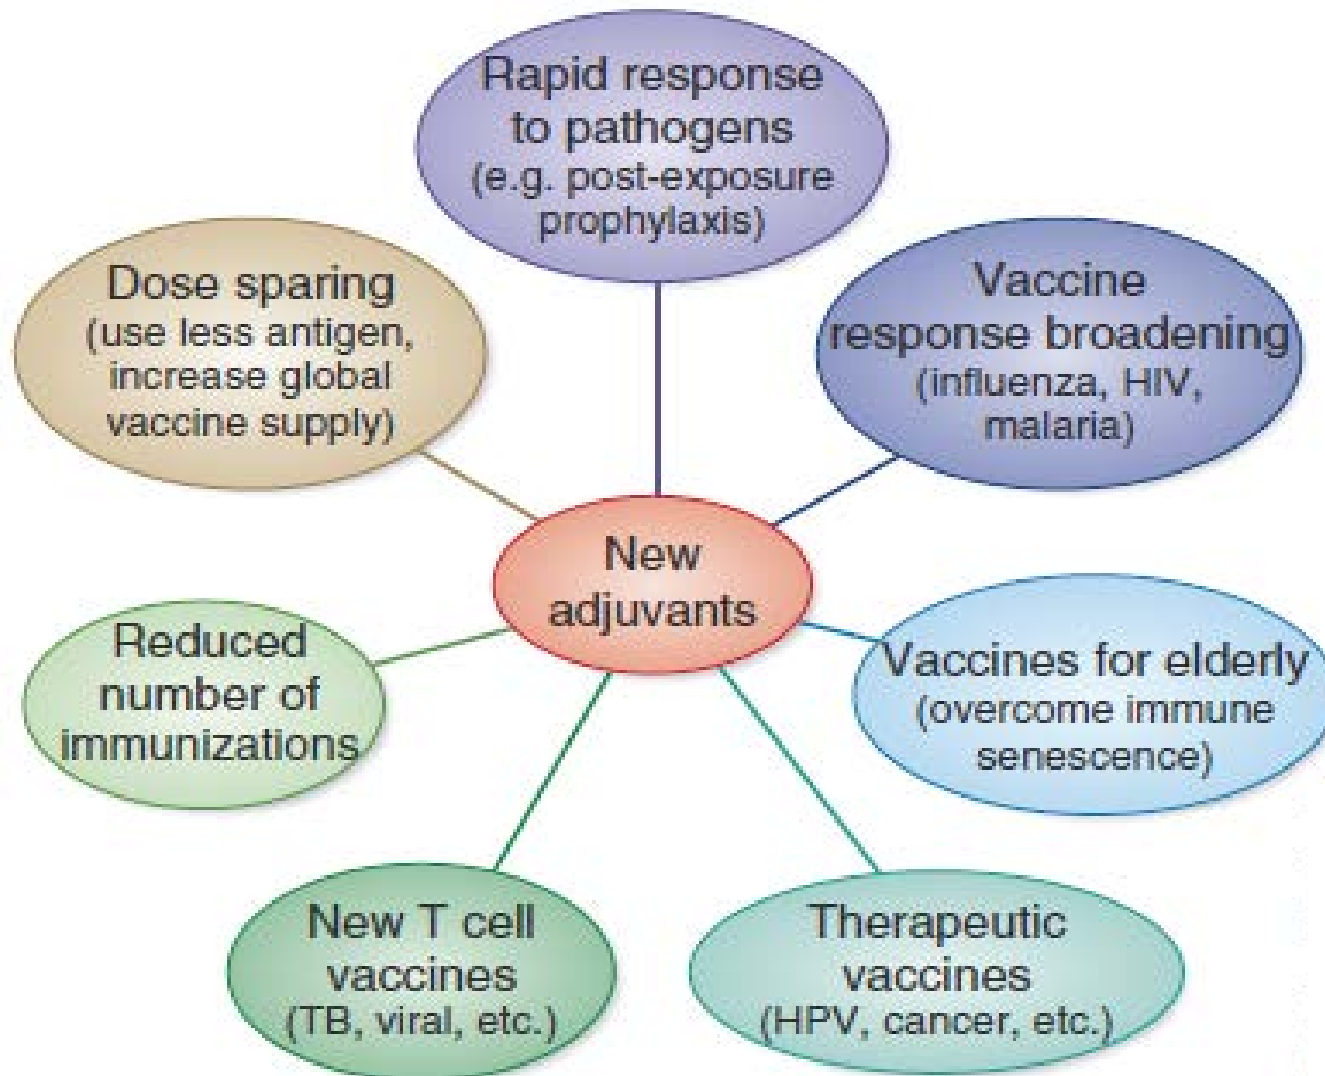 Rapid response
to pathogens
(e.g. post-exposure
prophylaxis)
Dose sparing
(use less antigen,
increase global
vaccine supply)
Vaccine
response broadening
(influenza, HIV,
malaria)
New
adjuvants
Reduced
number of
immunizations
Vaccines for elderly
(overcome immune
senescence)
New T cell
vaccines
(TB, viral, etc.)
Therapeutic
vaccines
(HPV, cancer, etc.)